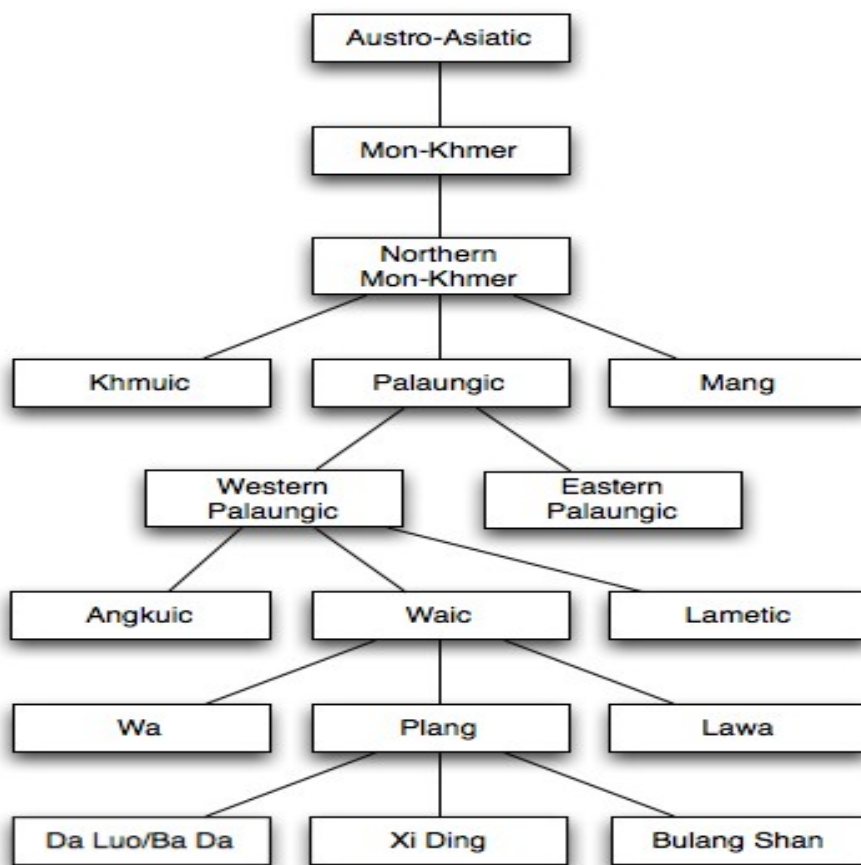 Austro-Asiatic
Mon-Khmer
Northern
Mon-Khmer
Khmuic
Palaungic
Mang
Western
Palaungic
Eastern
Palaungic
Angkuic
Waic
Lametic
Wa
Plang
Lawa
Da Luo/Ba Da
Xi Ding
Bulang Shan